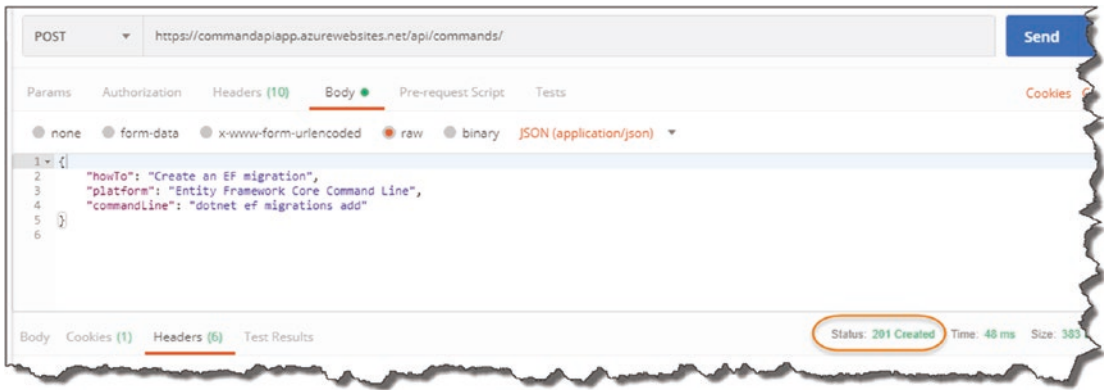 POST https://commandapiapp.azurewebsites.net/api/commands/ Send
Params Authorization Headers (10) Body Pre-request Script Tests Cookies
none form-data x-www-form-urlencoded raw binary JSON (application/json)
1 {
2 "howTo": "Create an EF migration",
3 "platform": "Entity Framework Core Command Line",
4 "commandLine": "dotnet ef migrations add"
5 }
6
Body Cookies (1) Headers (6) Test Results Status: 201 Created Time: 48 ms Size: 383